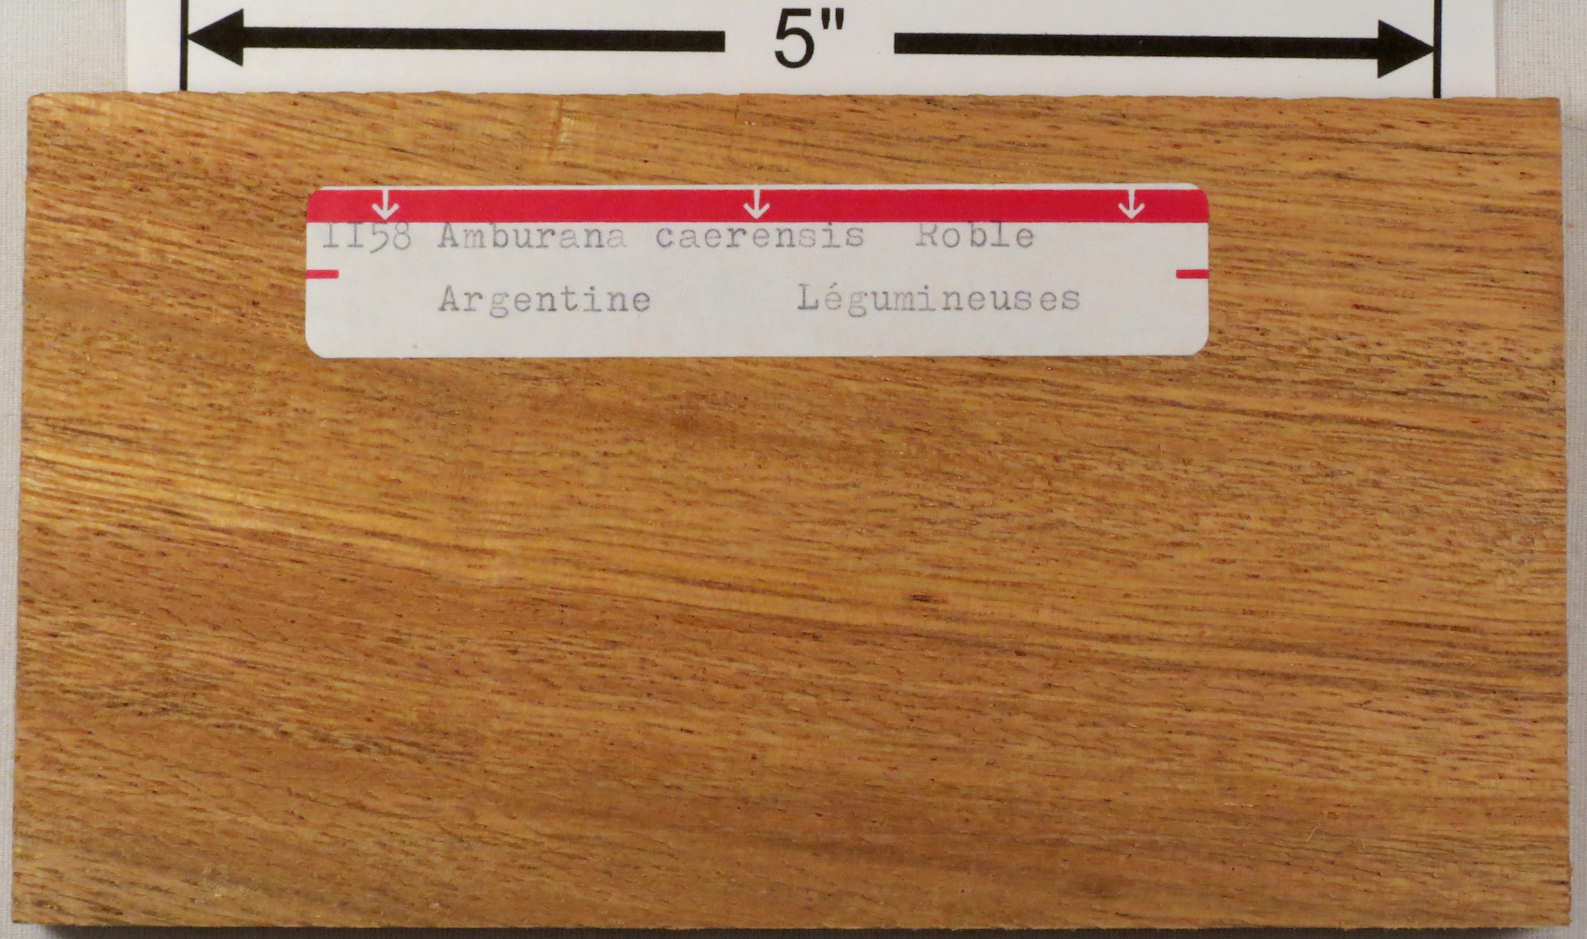 5"
1158 Amburana caerensis Roble
Argentine Légumineuses